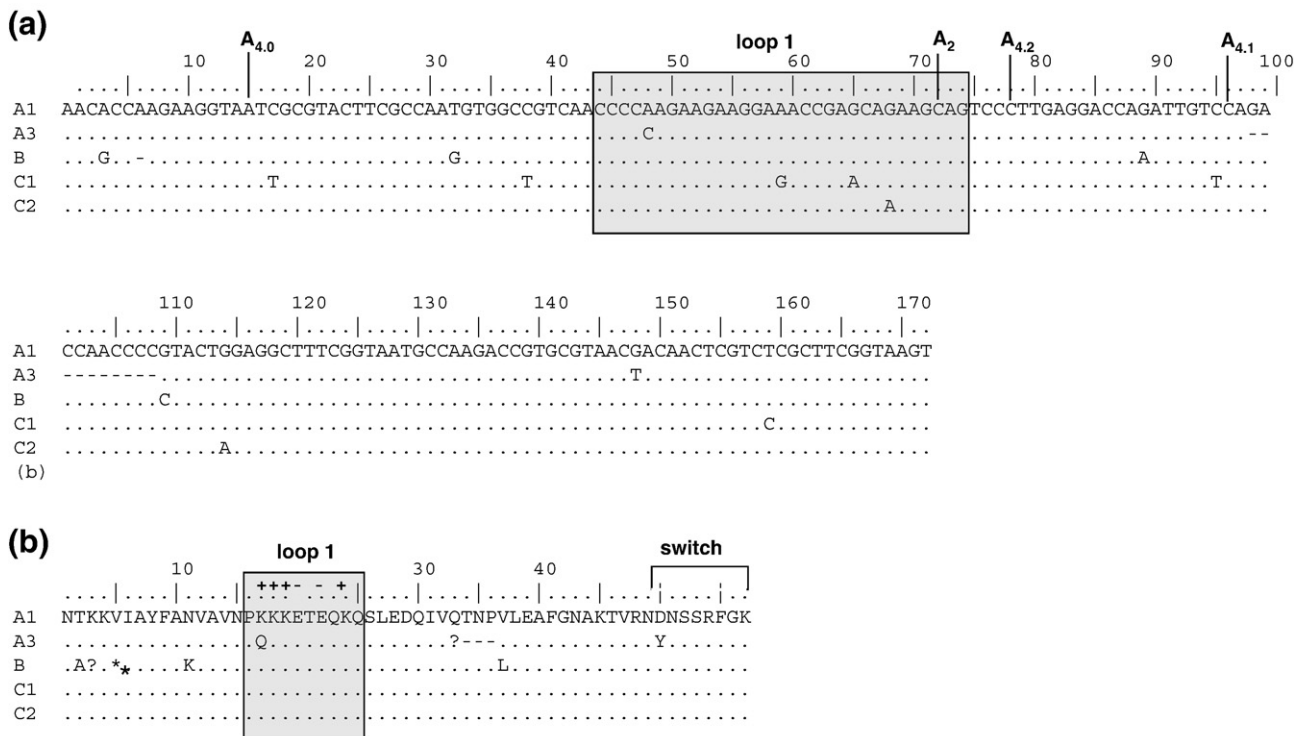 (a)
A4.0 loop 1 A2 A4.2 A4.1
10 20 30 40 50 60 70 80 90 100
A1 AACACCAAGAAGGTAATCGCGTACTTCGCCAATGTGGCCGTCAACCCCAAGAAGAAGGAAACCGAGCAGAAGCAGTCCCTTGAGGACCAGATTGTCCAGA
A3 ................................................C.................................................--
B ...G..-.........................G........................................................A..........
C1 .................T....................T....................G.....A.............................T....
C2 ....................................................................A...............................
110 120 130 140 150 160 170
A1 CCAACCCCGTACTGGAGGCTTTCGGTAATGCCAAGACCGTGCGTAACGACAACTCGTCTCGCTTCGGTAAGT
A3 --------.......................................T........................
B ........C...............................................................
C1 ..........................................................C.............
C2 .............A..........................................................
(b)
(b)
loop 1 switch
10 20 30 40
+++- - +
A1 NTKKVIAYFANVAVNPKKKETEQKQSLEDQIVQTNPVLEAFGNAKTVRNDNSSRFGK
A3 ................Q...............?---.............Y.......
B .A?.**....K.........................L....................
C1 .........................................................
C2 .........................................................